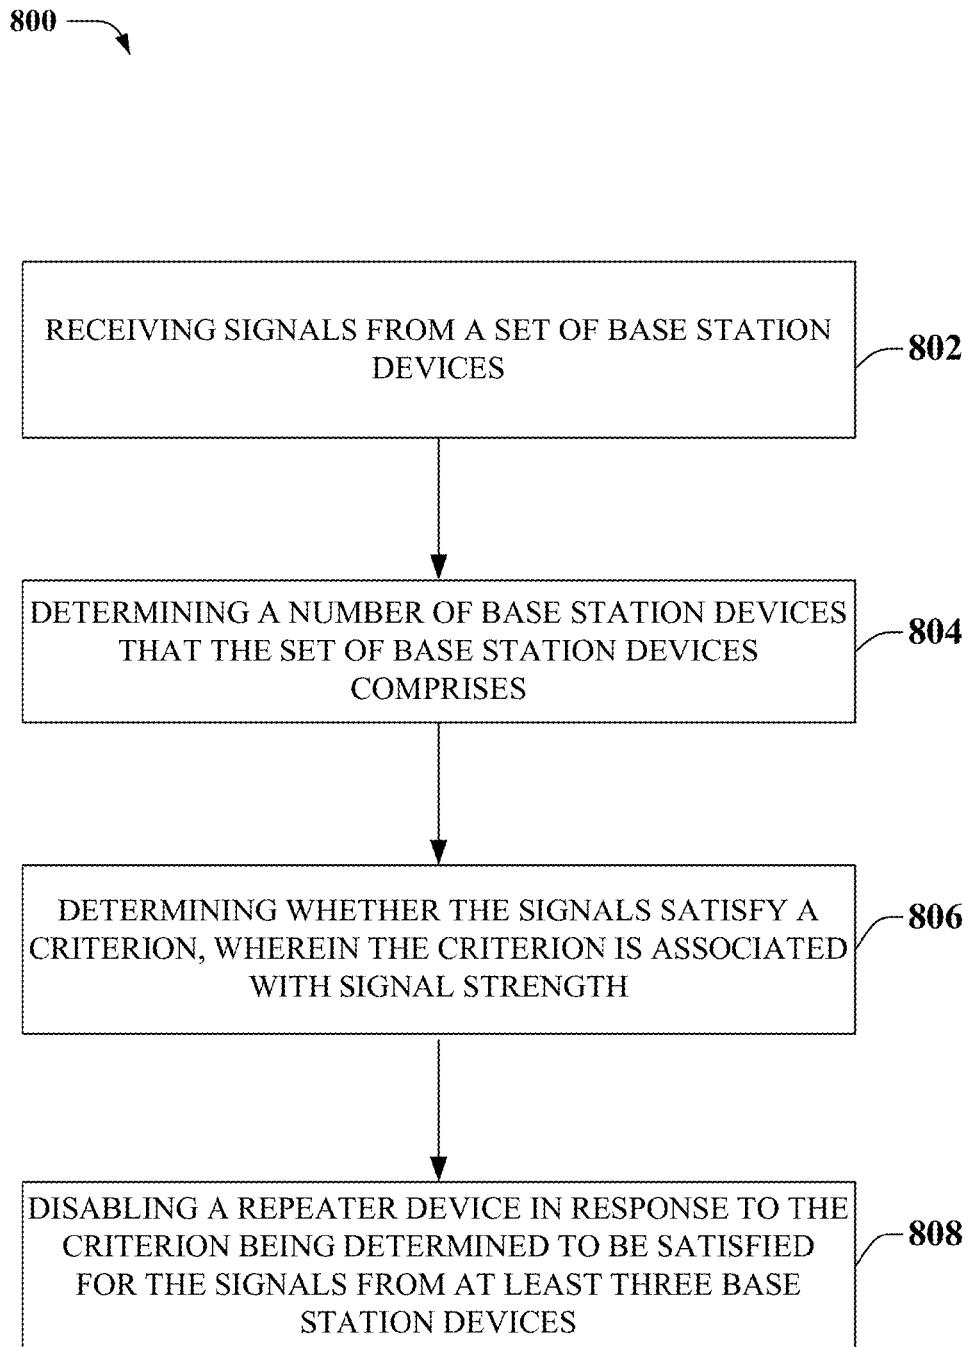 800
RECEIVING SIGNALS FROM A SET OF BASE STATION
DEVICES
802
DETERMINING A NUMBER OF BASE STATION DEVICES
THAT THE SET OF BASE STATION DEVICES
COMPRISES
804
DETERMINING WHETHER THE SIGNALS SATISFY A
CRITERION, WHEREIN THE CRITERION IS ASSOCIATED
WITH SIGNAL STRENGTH
806
DISABLING A REPEATER DEVICE IN RESPONSE TO THE
CRITERION BEING DETERMINED TO BE SATISFIED
FOR THE SIGNALS FROM AT LEAST THREE BASE
STATION DEVICES
808